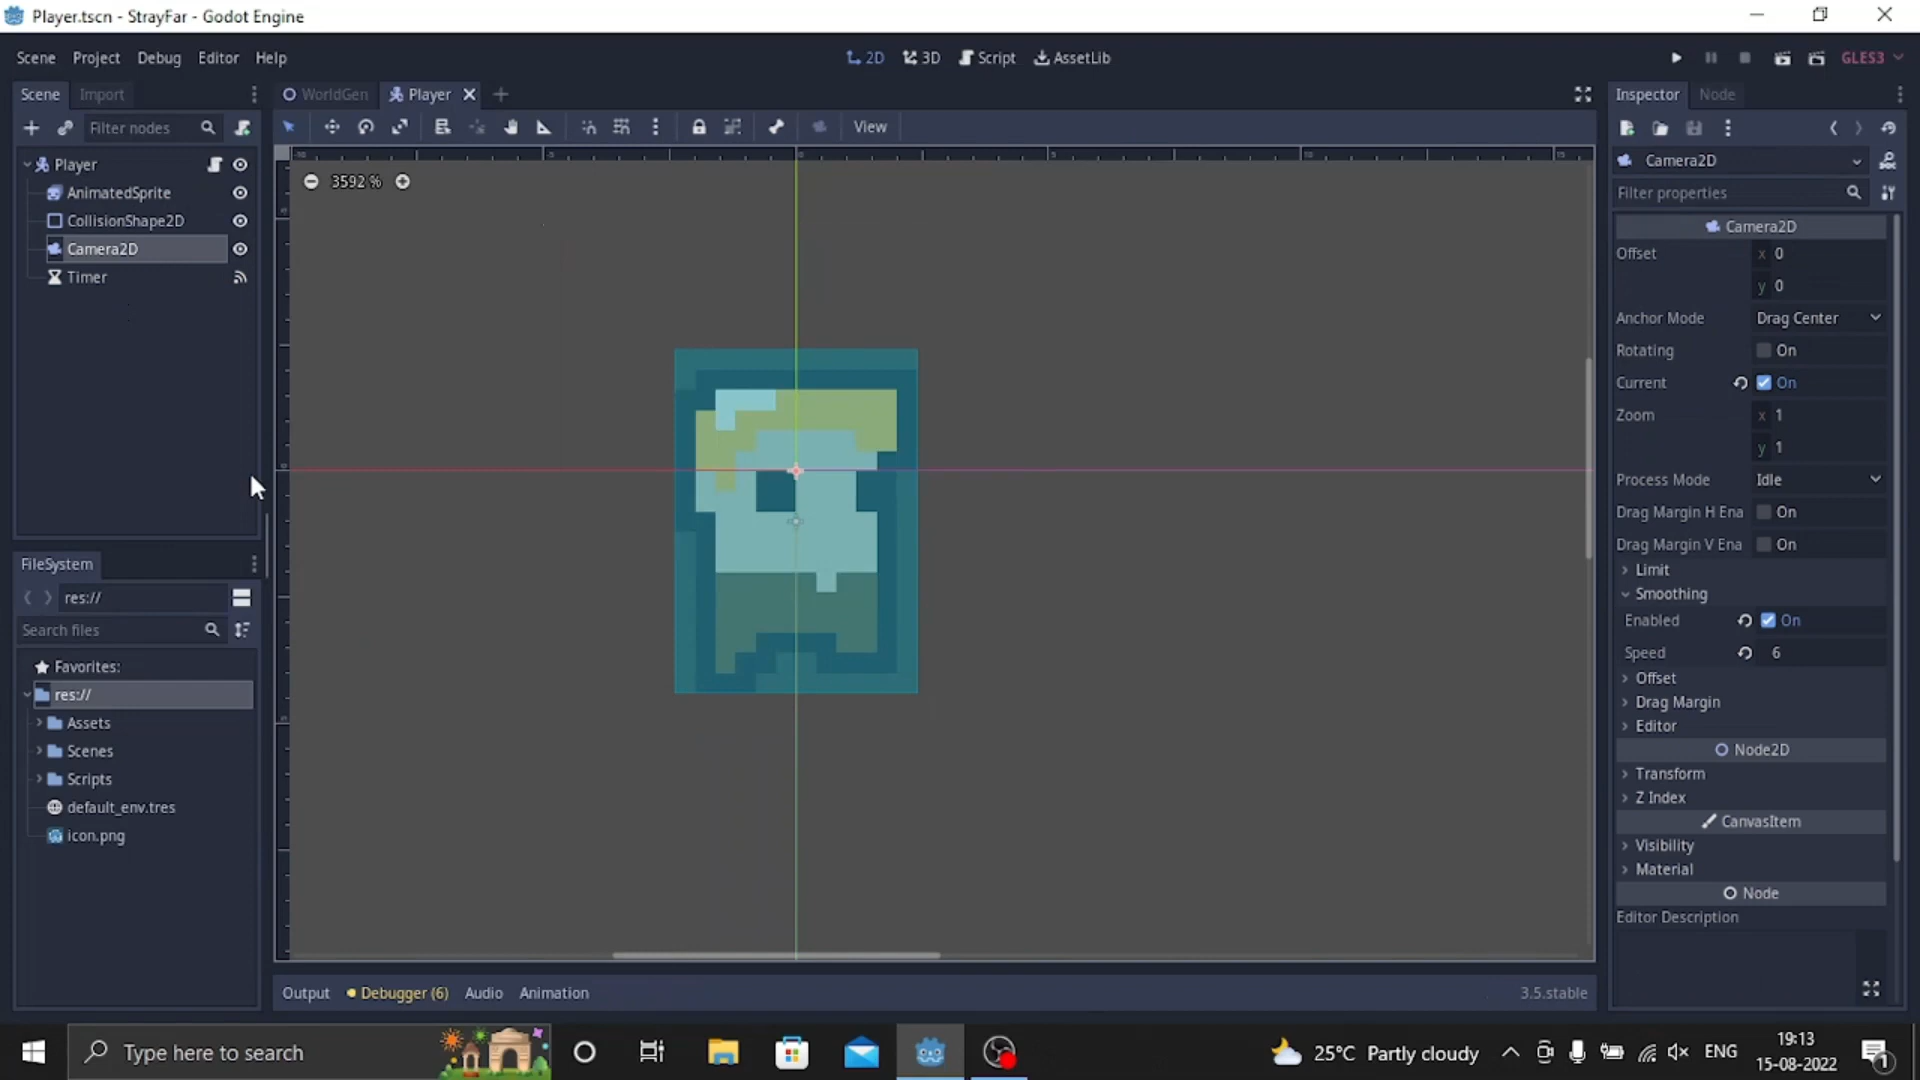 Player.tscn - StrayFar - Godot Engine
Scene Project Debug Editor Help
2D 3D Script AssetLib
GLES3
Scene Import
WorldGen Player
Inspector Node
Filter nodes
View
Player
AnimatedSprite
CollisionShape2D
Camera2D
Timer
3592 %
Camera2D
Filter properties
Camera2D
Offset x 0
y 0
Anchor Mode Drag Center
Rotating On
Current On
Zoom x 1
y 1
Process Mode Idle
Drag Margin H Ena On
Drag Margin V Ena On
Limit
Smoothing
Enabled On
Speed 6
Offset
Drag Margin
Editor
Node2D
Transform
Z Index
CanvasItem
Visibility
Material
Node
Editor Description
FileSystem
res://
Search files
Favorites:
res://
Assets
Scenes
Scripts
default_env.tres
icon.png
Output Debugger (6) Audio Animation
3.5.stable
Type here to search
25°C Partly cloudy
ENG
19:13
15-08-2022
1